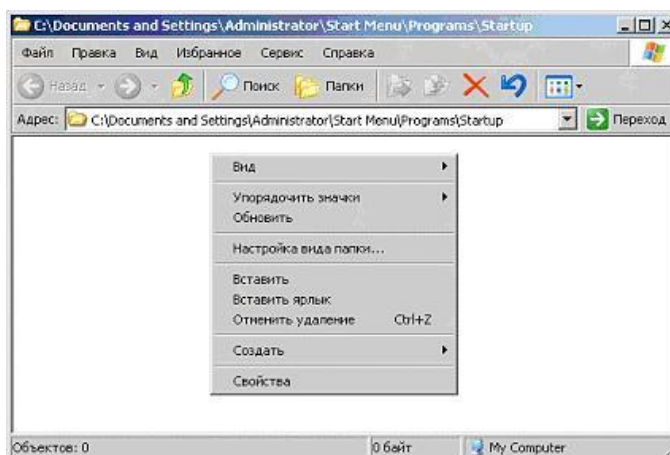 C:\Documents and Settings\Administrator\Start Menu\Programs\Startup
Файл Правка Вид Избранное Сервис Справка
Назад Поиск Папки
Адрес: C:\Documents and Settings\Administrator\Start Menu\Programs\Startup Переход
Вид
Упорядочить значки
Обновить
Настройка вида папки...
Вставить
Вставить ярлык
Отменить удаление Ctrl+Z
Создать
Свойства
Объектов: 0 0 байт My Computer